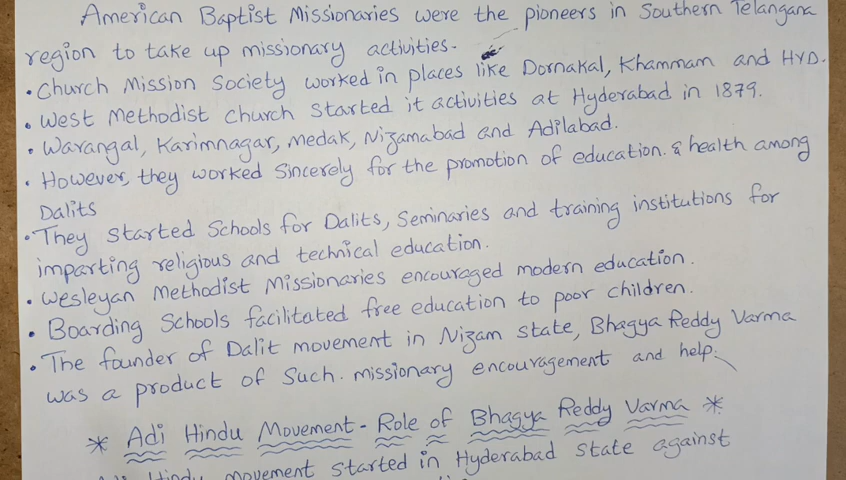 American Baptist Missionaries were the pioneers in Southern Telangana
region to take up missionary activities.
• Church Mission Society worked in places like Dornakal, Khammam and HYD.
• West Methodist church started it activities at Hyderabad in 1879.
• Warangal, Karimnagar, medak, Nizamabad and Adilabad.
• However, they worked sincerely for the promotion of education. & health among
Dalits
• They started Schools for Dalits, Seminaries and training institutions for
imparting religious and technical education.
• Wesleyan Methodist Missionaries encouraged modern education.
• Boarding Schools facilitated free education to poor children.
• The founder of Dalit movement in Nizam state, Bhagya Reddy Varma
was a product of such. missionary encouragement and help.
* Adi Hindu Movement - Role of Bhagya Reddy Varma *
Hindu movement started in Hyderabad state against